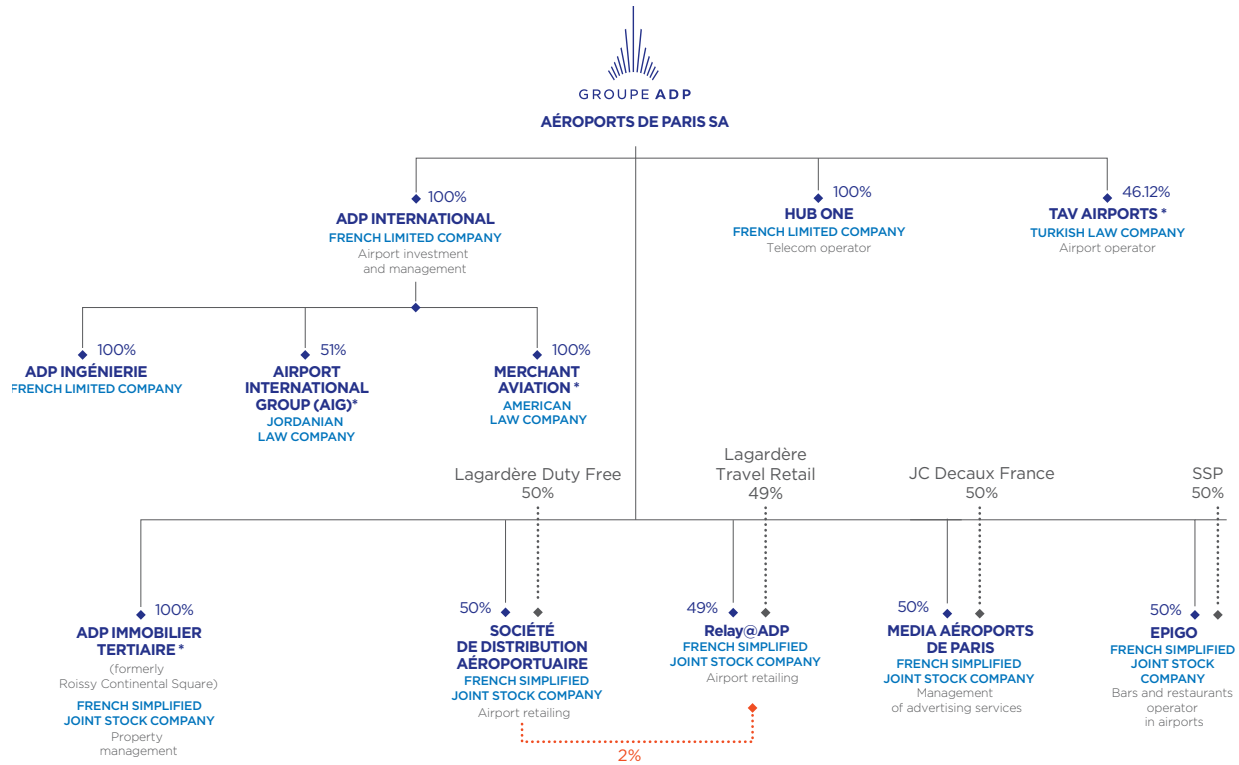 GROUPE ADP
AÉROPORTS DE PARIS SA
100%
ADP INTERNATIONAL
FRENCH LIMITED COMPANY
Airport investment
and management
100%
HUB ONE
FRENCH LIMITED COMPANY
Telecom operator
46.12%
TAV AIRPORTS *
TURKISH LAW COMPANY
Airport operator
100%
ADP INGÉNIERIE
FRENCH LIMITED COMPANY
51%
AIRPORT
INTERNATIONAL
GROUP (AIG)*
JORDANIAN
LAW COMPANY
100%
MERCHANT
AVIATION *
AMERICAN
LAW COMPANY
Lagardère Duty Free
50%
Lagardère
Travel Retail
49%
JC Decaux France
50%
SSP
50%
100%
ADP IMMOBILIER
TERTIAIRE *
(formerly
Roissy Continental Square)
FRENCH SIMPLIFIED
JOINT STOCK COMPANY
Property
management
50%
SOCIÉTÉ
DE DISTRIBUTION
AÉROPORTUAIRE
FRENCH SIMPLIFIED
JOINT STOCK COMPANY
Airport retailing
49%
Relay@ADP
FRENCH SIMPLIFIED
JOINT STOCK COMPANY
Airport retailing
50%
MEDIA AÉROPORTS
DE PARIS
FRENCH SIMPLIFIED
JOINT STOCK COMPANY
Management
of advertising services
50%
EPIGO
FRENCH SIMPLIFIED
JOINT STOCK
COMPANY
Bars and restaurants
operator
in airports
2%